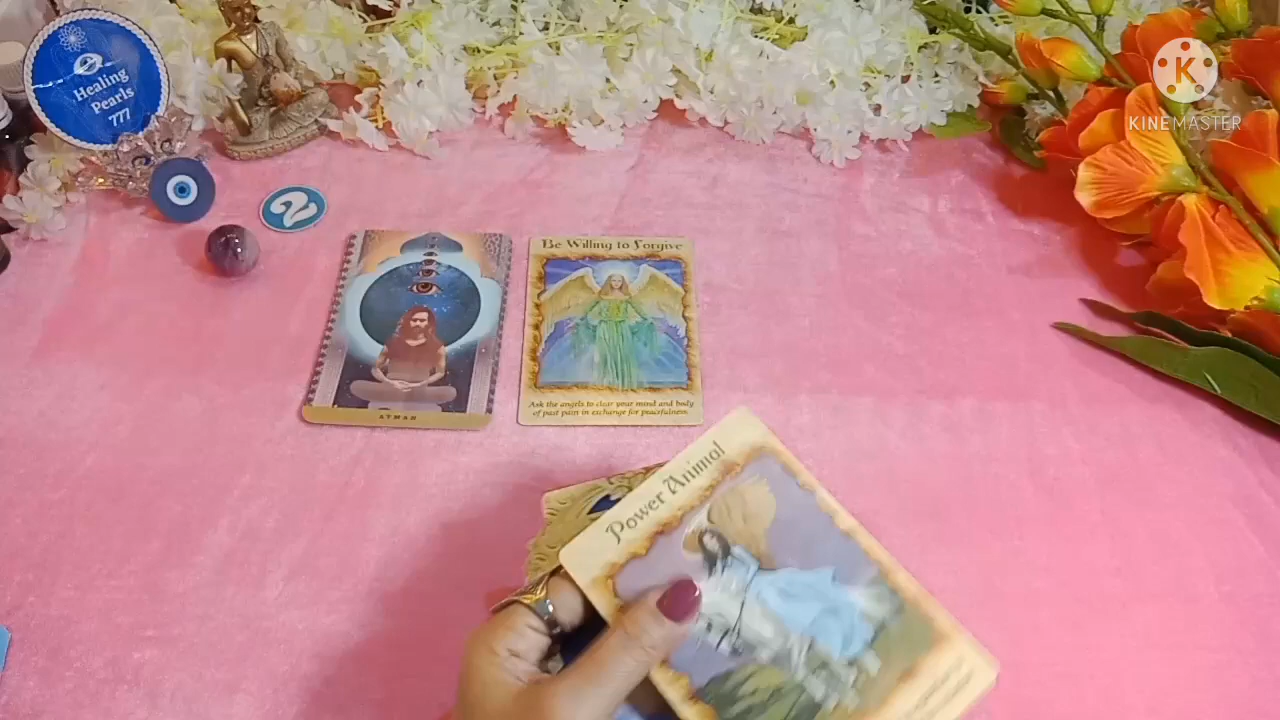 Healing
Pearls
777
K
KINEMASTER
2
Be Willing to Forgive
Ask the angels to clear your mind and body
of past pain in exchange for peacefulness.
ATMAN
Power Animal